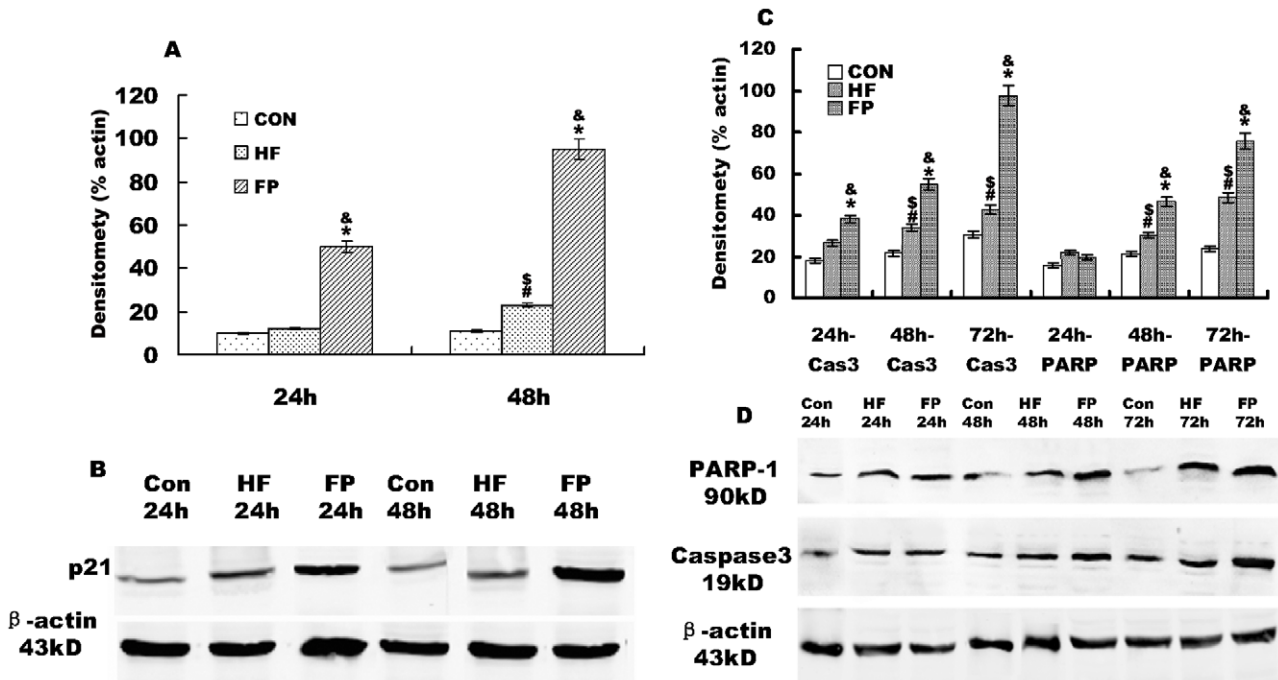 A
Densitomety (% actin)
120
100
80
60
40
20
0
CON
HF
FP
&
*
$
#
&
*
24h
48h
B
Con HF FP Con HF FP
24h 24h 24h 48h 48h 48h
p21
β-actin
43kD
C
Densitomety (% actin)
120
100
80
60
40
20
0
CON
HF
FP
&
*
$
#
&
*
$
#
&
*
$
#
&
*
$
#
&
*
24h- 48h- 72h- 24h- 48h- 72h-
Cas3 Cas3 Cas3 PARP PARP PARP
D
Con HF FP Con HF FP Con HF FP
24h 24h 24h 48h 48h 48h 72h 72h 72h
PARP-1
90kD
Caspase3
19kD
β-actin
43kD